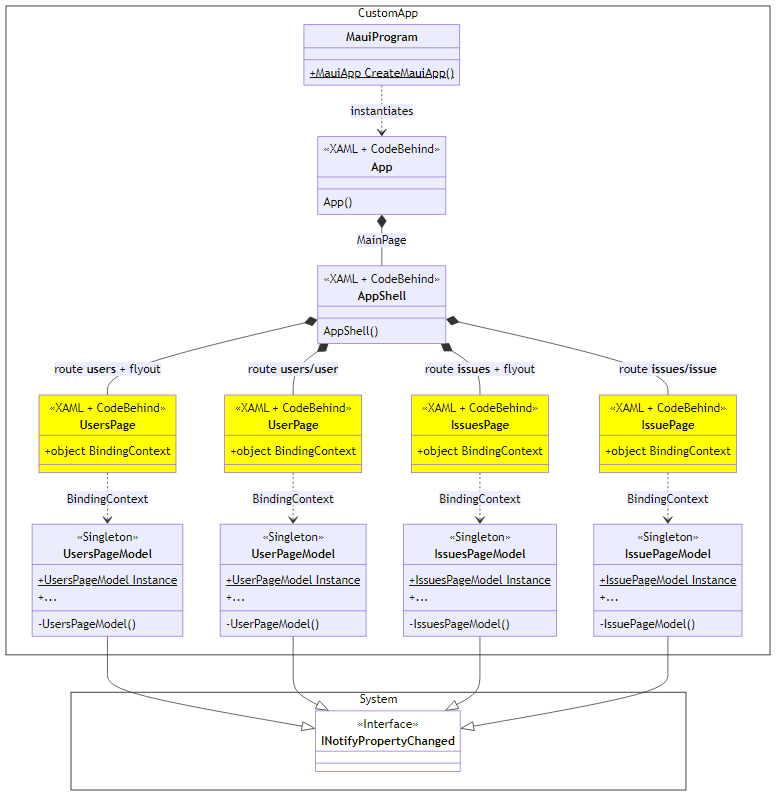 CustomApp
MauiProgram
+MauiApp CreateMauiApp()
instantiates
«XAML + CodeBehind»
App
App()
MainPage
«XAML + CodeBehind»
AppShell
AppShell()
route users + flyout
route users/user
route issues + flyout
route issues/issue
«XAML + CodeBehind»
UsersPage
+object BindingContext
«XAML + CodeBehind»
UserPage
+object BindingContext
«XAML + CodeBehind»
IssuesPage
+object BindingContext
«XAML + CodeBehind»
IssuePage
+object BindingContext
BindingContext
BindingContext
BindingContext
BindingContext
«Singleton»
UsersPageModel
+UsersPageModel Instance
+...
-UsersPageModel()
«Singleton»
UserPageModel
+UserPageModel Instance
+...
-UserPageModel()
«Singleton»
IssuesPageModel
+IssuesPageModel Instance
+...
-IssuesPageModel()
«Singleton»
IssuePageModel
+IssuePageModel Instance
+...
-IssuePageModel()
System
«Interface»
INotifyPropertyChanged